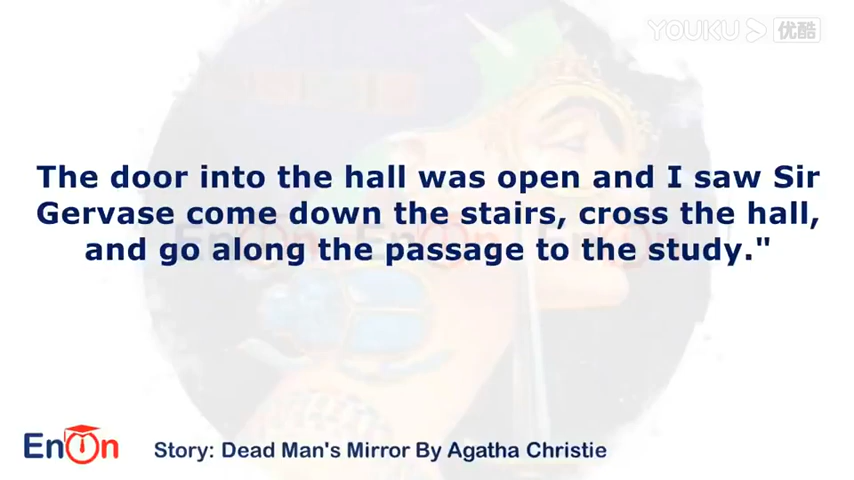 YOUKU 优酷
The door into the hall was open and I saw Sir
Gervase come down the stairs, cross the hall,
and go along the passage to the study."
EnOn
Story: Dead Man's Mirror By Agatha Christie